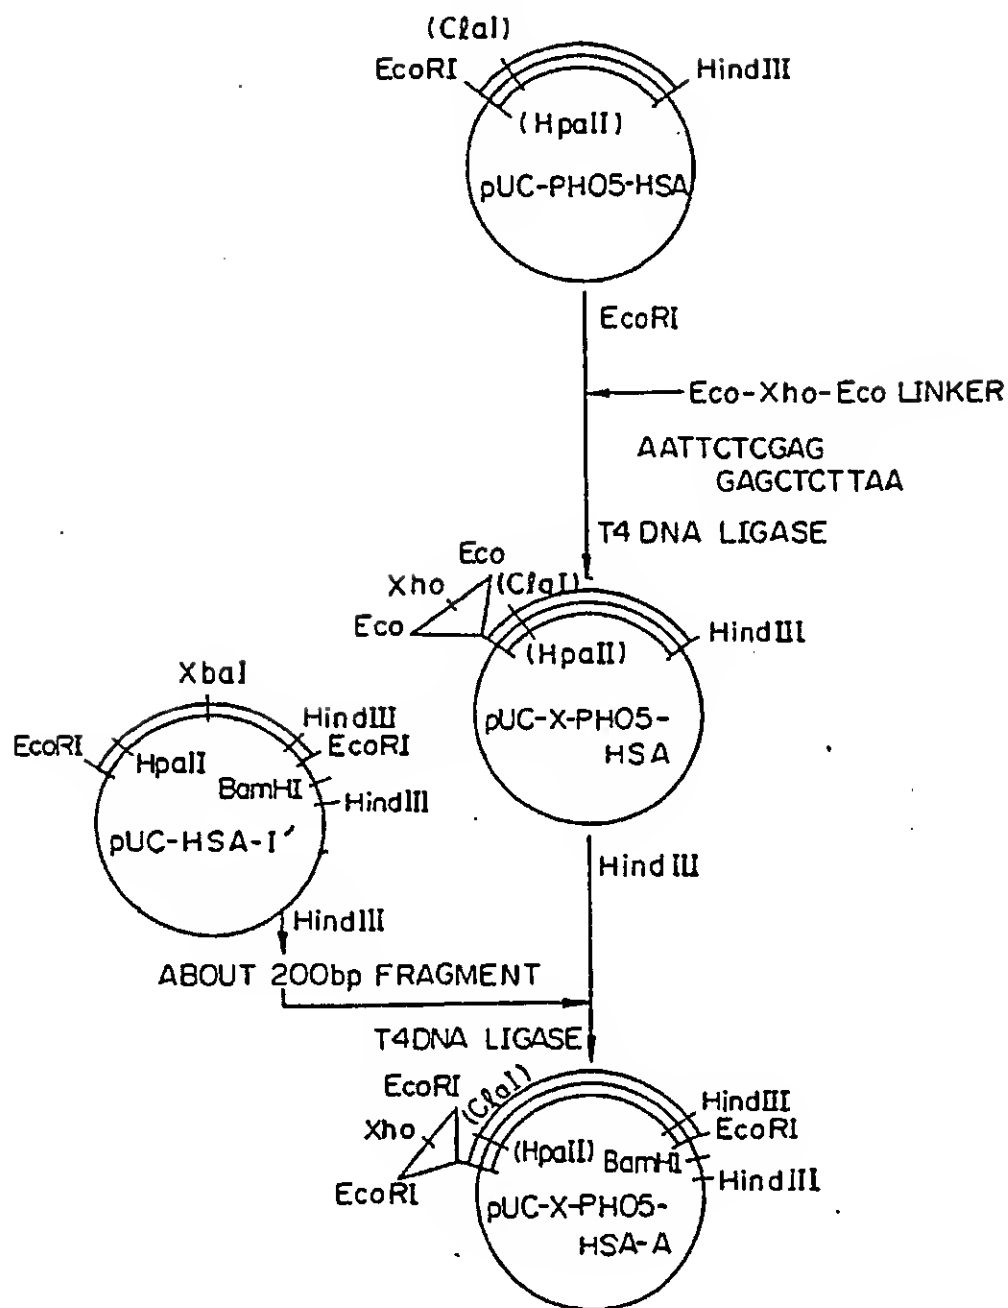 (ClaI)
EcoRI
HindIII
(HpaII)
pUC-PHO5-HSA
EcoRI
Eco-Xho-Eco LINKER
AATTCTCGAG
GAGCTCTTAA
T4 DNA LIGASE
Eco
Xho
(ClaI)
Eco
HindIII
(HpaII)
pUC-X-PHO5-
HSA
XbaI
HindIII
EcoRI
EcoRI
HpaII
BamHI
HindIII
pUC-HSA-I'
HindIII
HindIII
ABOUT 200bp FRAGMENT
T4DNA LIGASE
EcoRI
(ClaI)
Xho
HindIII
EcoRI
(HpaII)
BamHI
EcoRI
HindIII
pUC-X-PHO5-
HSA-A